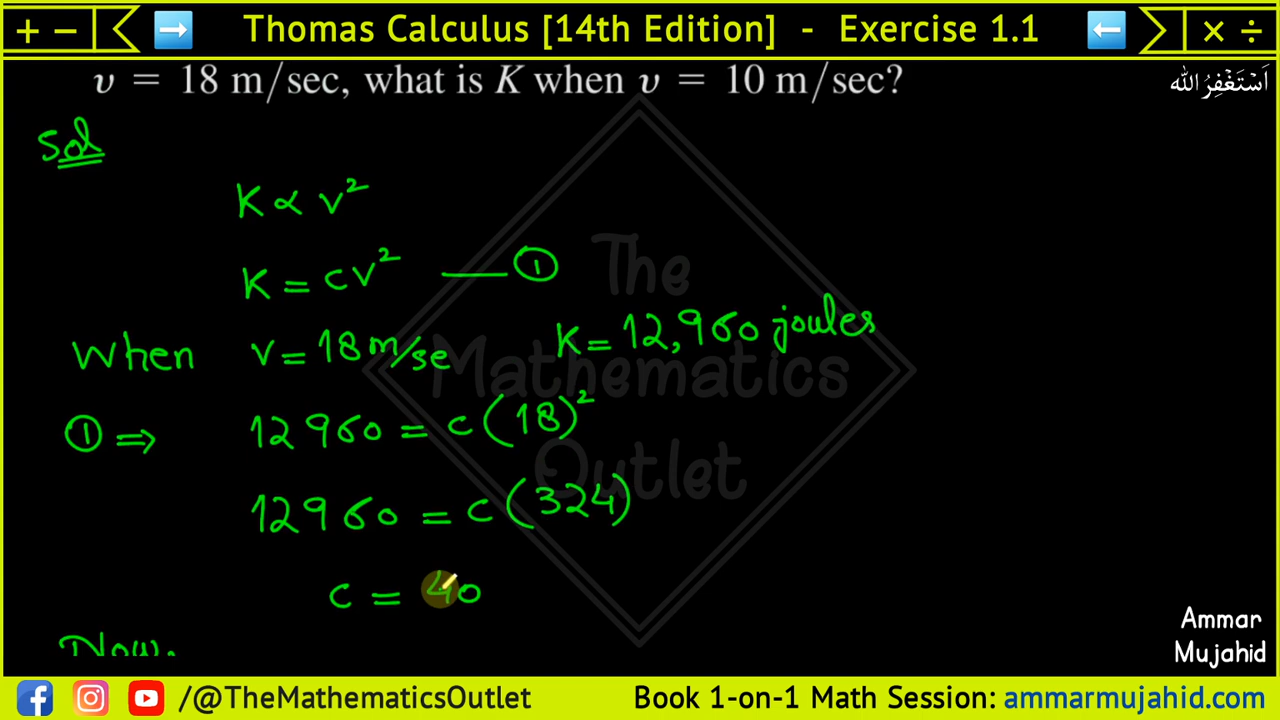 + − ➡ Thomas Calculus [14th Edition] - Exercise 1.1 ⬅ × ÷
v = 18 m/sec, what is K when v = 10 m/sec?
اَسْتَغْفِرُ اللّٰه
Sol
K ∝ v²
K = cv² —— ①
When v = 18 m/se K = 12,960 joules
① ⇒ 12960 = c(18)²
12960 = c(324)
c = 40
Now,
The
Mathematics
Outlet
Ammar
Mujahid
/@TheMathematicsOutlet Book 1-on-1 Math Session: ammarmujahid.com